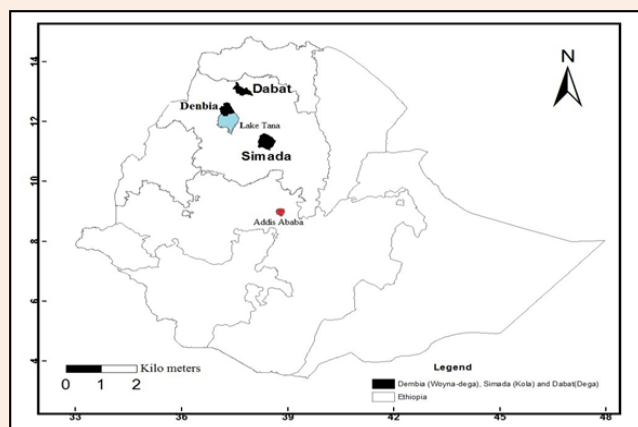 N
Dabat
Denbia
Lake Tana
Simada
Addis Ababa
14
12
10
8
6
4
Kilo meters
0 1 2
Legend
Dembia (Woyna-dega), Simada (Kola) and Dabat(Dega)
Ethiopia
33 36 39 42 45 48